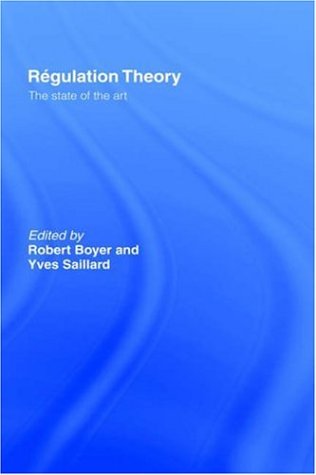 Régulation Theory
The state of the art
Edited by
Robert Boyer and
Yves Saillard